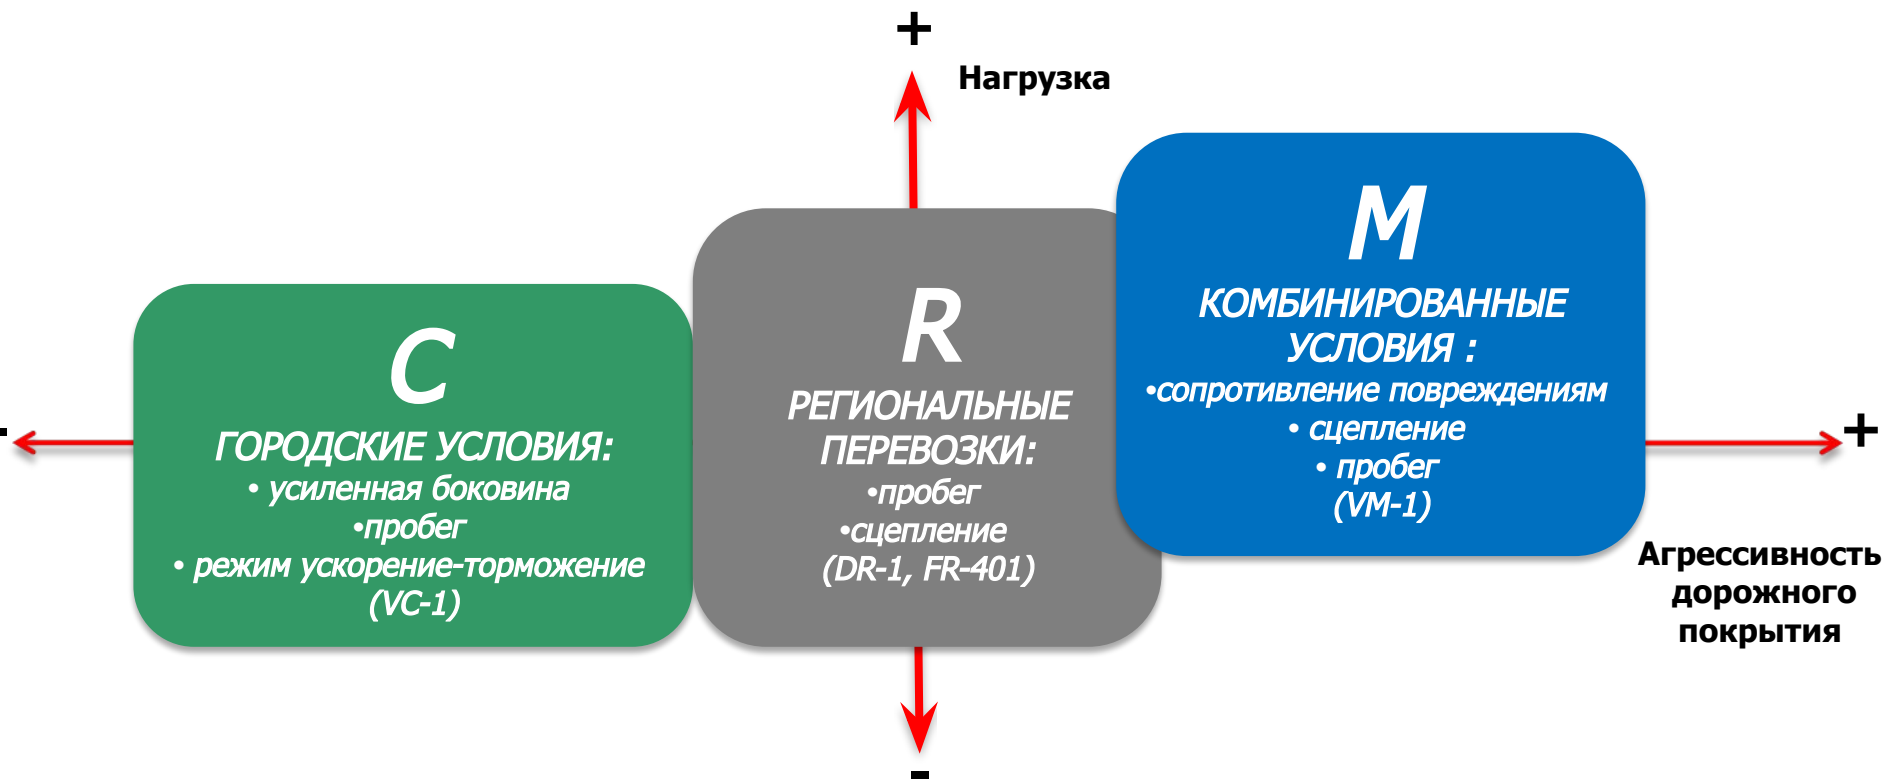 +
Нагрузка
C
ГОРОДСКИЕ УСЛОВИЯ:
• усиленная боковина
•пробег
• режим ускорение-торможение
(VC-1)
R
РЕГИОНАЛЬНЫЕ
ПЕРЕВОЗКИ:
•пробег
•сцепление
(DR-1, FR-401)
M
КОМБИНИРОВАННЫЕ
УСЛОВИЯ :
•сопротивление повреждениям
• сцепление
• пробег
(VM-1)
-
+
Агрессивность
дорожного
покрытия
-